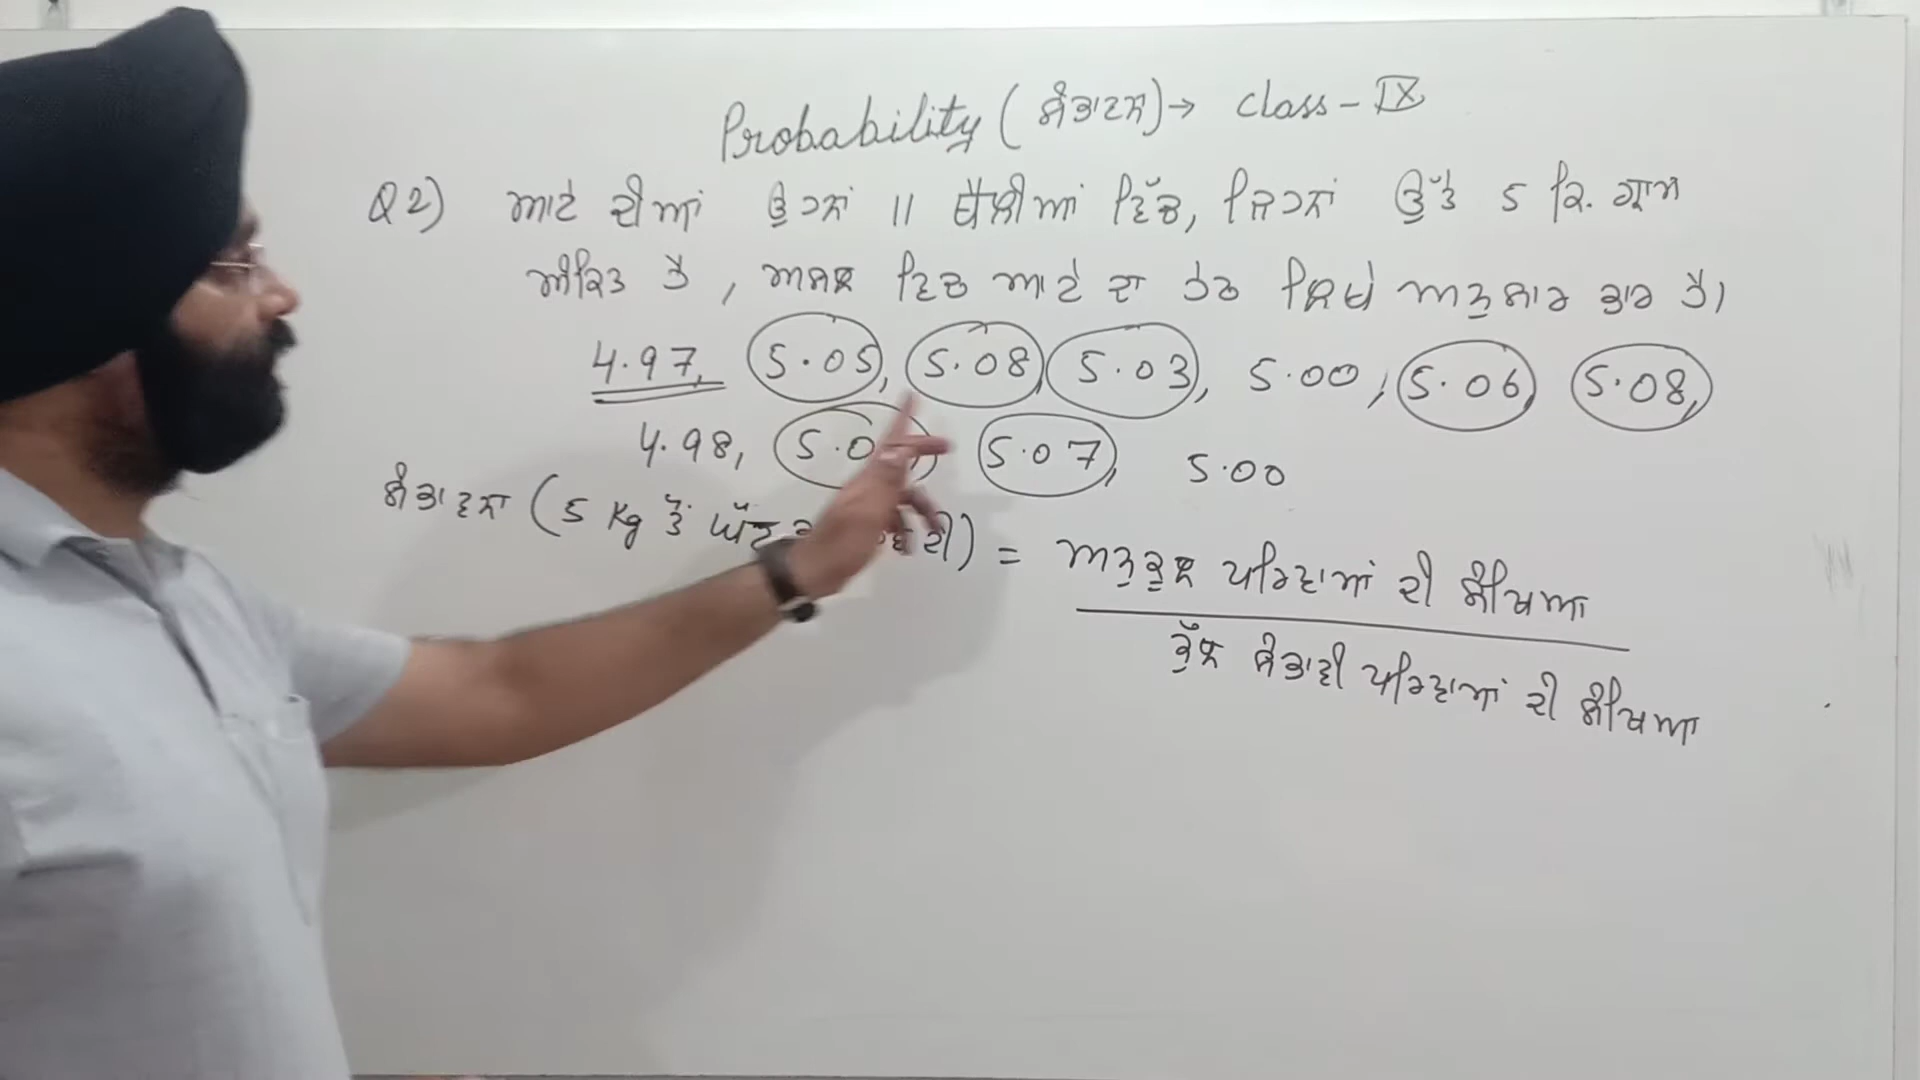 Probability (ਸੰਭਾਵਨਾ) → Class - IX
Q2) ਆਟੇ ਦੀਆਂ ਉਹਨਾਂ 11 ਥੈਲੀਆਂ ਵਿੱਚ, ਜਿਹਨਾਂ ਉੱਤੇ 5 ਕਿ. ਗ੍ਰਾਮ
ਅੰਕਿਤ ਹੈ, ਅਸਲ ਵਿਚ ਆਟੇ ਦਾ ਹੇਠ ਲਿਖੇ ਅਨੁਸਾਰ ਭਾਰ ਹੈ।
4.97, 5.05, 5.08, 5.03, 5.00, 5.06 5.08,
4.98, 5.07, 5.00
ਸੰਭਾਵਨਾ (5 Kg ਤੋਂ ਦੀ) = ਅਨੁਕੂਲ ਪਰਿਣਾਮਾਂ ਦੀ ਸੰਖਿਆ
ਕੁੱਲ ਸੰਭਾਵੀ ਪਰਿਣਾਮਾਂ ਦੀ ਸੰਖਿਆ